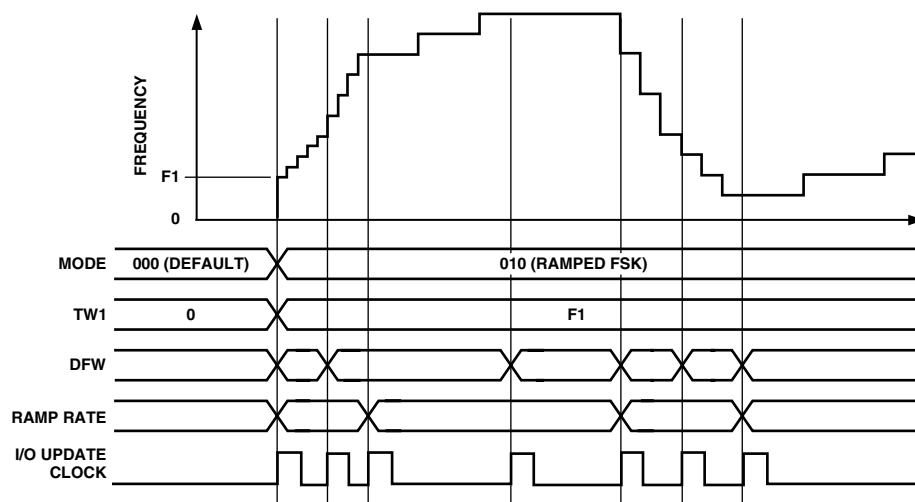 FREQUENCY
F1
0
MODE
000 (DEFAULT)
010 (RAMPED FSK)
TW1
0
F1
DFW
RAMP RATE
I/O UPDATE
CLOCK